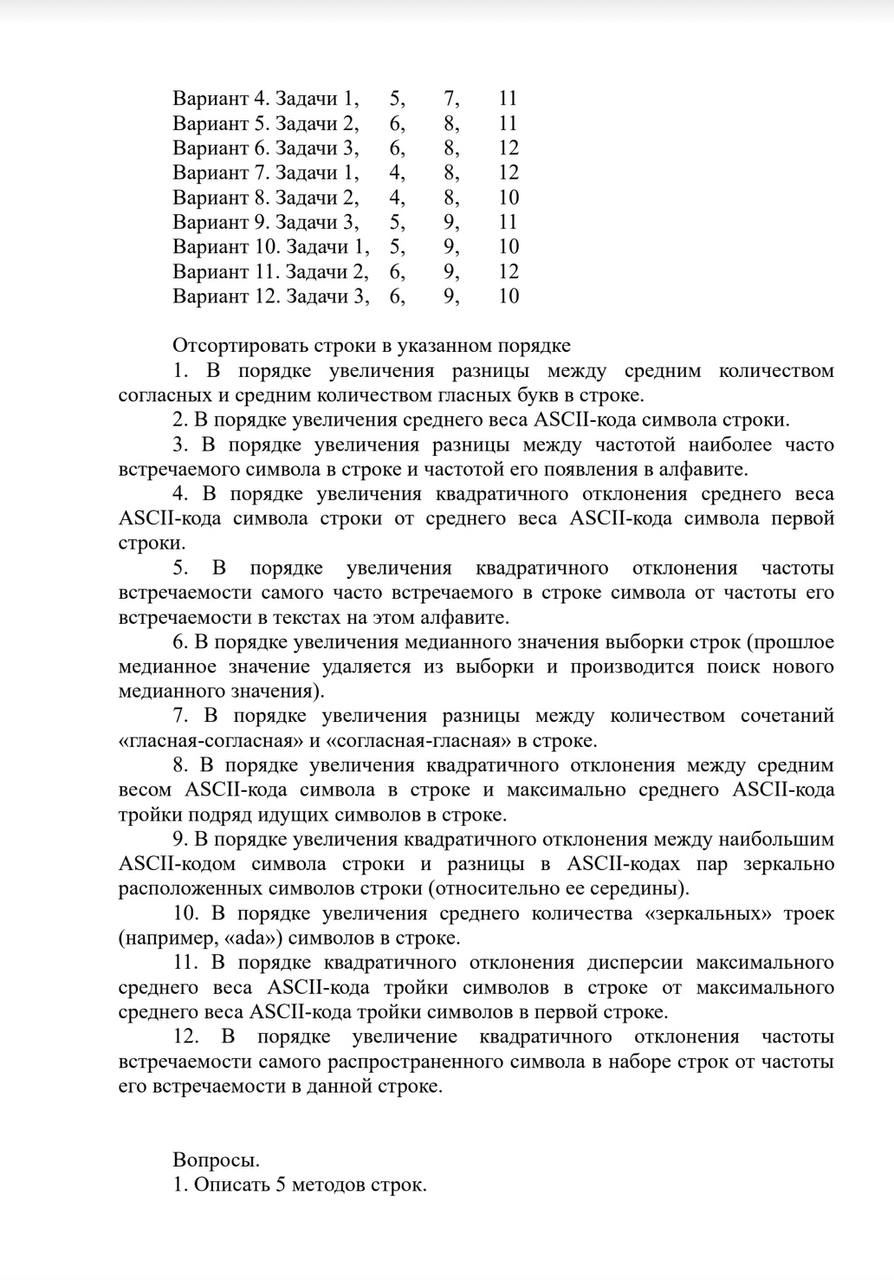 Вариант 4. Задачи 1, 5, 7, 11
Вариант 5. Задачи 2, 6, 8, 11
Вариант 6. Задачи 3, 6, 8, 12
Вариант 7. Задачи 1, 4, 8, 12
Вариант 8. Задачи 2, 4, 8, 10
Вариант 9. Задачи 3, 5, 9, 11
Вариант 10. Задачи 1, 5, 9, 10
Вариант 11. Задачи 2, 6, 9, 12
Вариант 12. Задачи 3, 6, 9, 10
Отсортировать строки в указанном порядке
1. В порядке увеличения разницы между средним количеством
согласных и средним количеством гласных букв в строке.
2. В порядке увеличения среднего веса ASCII-кода символа строки.
3. В порядке увеличения разницы между частотой наиболее часто
встречаемого символа в строке и частотой его появления в алфавите.
4. В порядке увеличения квадратичного отклонения среднего веса
ASCII-кода символа строки от среднего веса ASCII-кода символа первой
строки.
5. В порядке увеличения квадратичного отклонения частоты
встречаемости самого часто встречаемого в строке символа от частоты его
встречаемости в текстах на этом алфавите.
6. В порядке увеличения медианного значения выборки строк (прошлое
медианное значение удаляется из выборки и производится поиск нового
медианного значения).
7. В порядке увеличения разницы между количеством сочетаний
«гласная-согласная» и «согласная-гласная» в строке.
8. В порядке увеличения квадратичного отклонения между средним
весом ASCII-кода символа в строке и максимально среднего ASCII-кода
тройки подряд идущих символов в строке.
9. В порядке увеличения квадратичного отклонения между наибольшим
ASCII-кодом символа строки и разницы в ASCII-кодах пар зеркально
расположенных символов строки (относительно ее середины).
10. В порядке увеличения среднего количества «зеркальных» троек
(например, «ada») символов в строке.
11. В порядке квадратичного отклонения дисперсии максимального
среднего веса ASCII-кода тройки символов в строке от максимального
среднего веса ASCII-кода тройки символов в первой строке.
12. В порядке увеличение квадратичного отклонения частоты
встречаемости самого распространенного символа в наборе строк от частоты
его встречаемости в данной строке.
Вопросы.
1. Описать 5 методов строк.